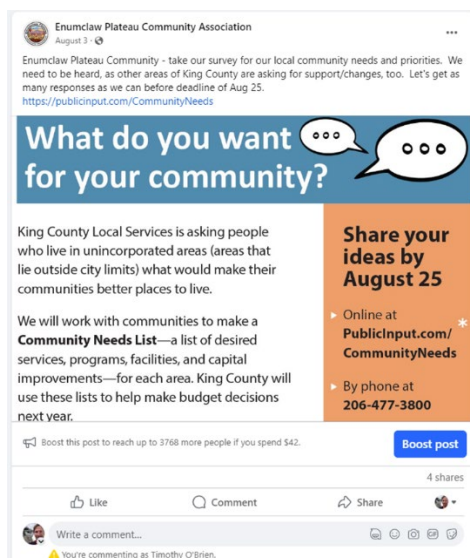 Enumclaw Plateau Community Association
August 3 ·
Enumclaw Plateau Community - take our survey for our local community needs and priorities. We
need to be heard, as other areas of King County are asking for support/changes, too. Let's get as
many responses as we can before deadline of Aug 25.
https://publicinput.com/CommunityNeeds
What do you want
for your community?
King County Local Services is asking people
who live in unincorporated areas (areas that
lie outside city limits) what would make their
communities better places to live.
We will work with communities to make a
Community Needs List—a list of desired
services, programs, facilities, and capital
improvements—for each area. King County will
use these lists to help make budget decisions
next year.
Share your
ideas by
August 25
Online at
PublicInput.com/
CommunityNeeds
*
By phone at
206-477-3800
Boost this post to reach up to 3768 more people if you spend $42.
Boost post
4 shares
Like
Comment
Share
Write a comment...
GIF
You're commenting as Timothy O'Brien.